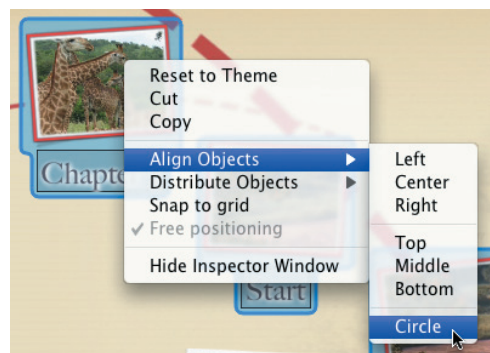 Reset to Theme
Cut
Copy
Align Objects
Distribute Objects
Snap to grid
Free positioning
Hide Inspector Window
Left
Center
Right
Top
Middle
Bottom
Circle
Start